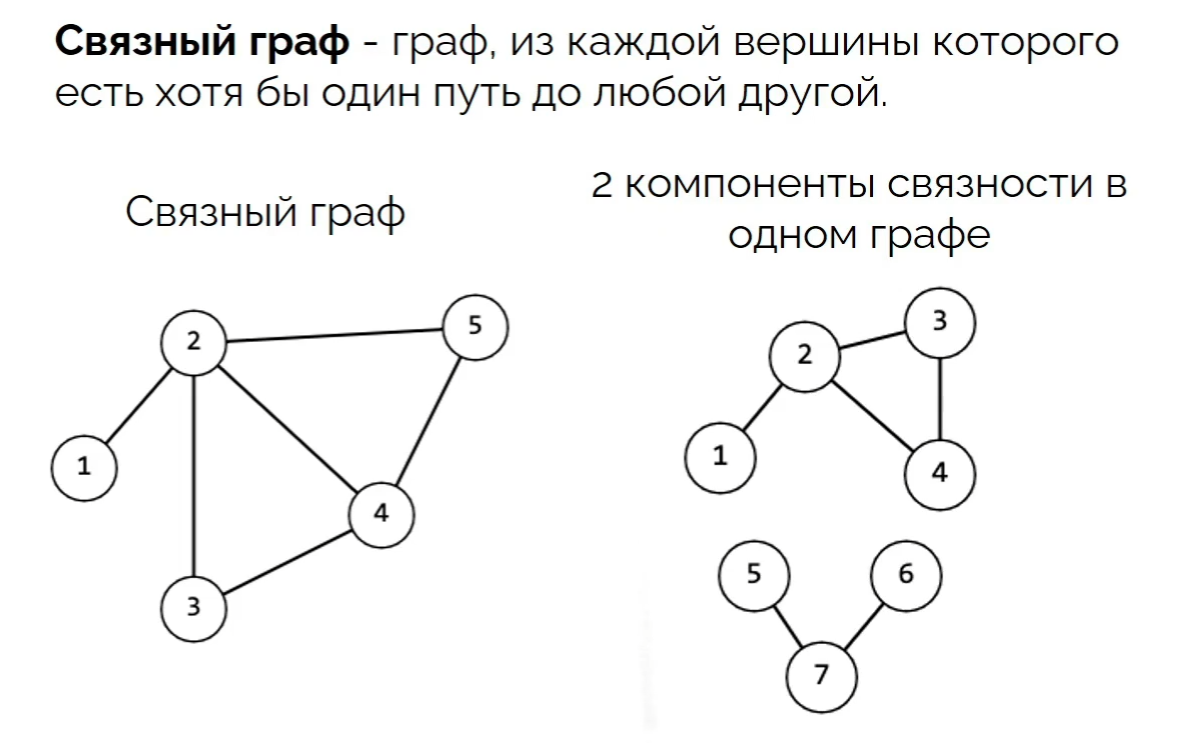 Связный граф - граф, из каждой вершины которого
есть хотя бы один путь до любой другой.
Связный граф
2 компоненты связности в
одном графе
2
5
1
4
3
3
2
1
4
5
6
7